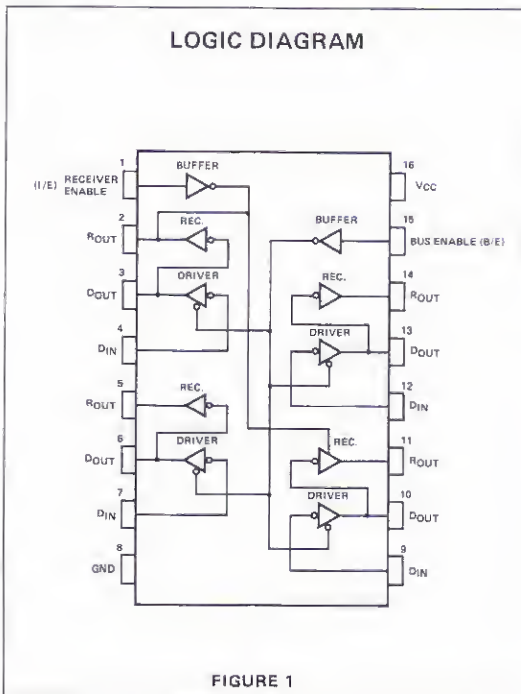 LOGIC DIAGRAM
1
(I/E) RECEIVER
ENABLE
BUFFER
16
VCC
2
ROUT
REC.
BUFFER
15
BUS ENABLE (B/E)
3
DOUT
DRIVER
REC.
14
ROUT
4
DIN
DRIVER
13
DOUT
5
ROUT
REC.
12
DIN
6
DOUT
DRIVER
REC.
11
ROUT
7
DIN
DRIVER
10
DOUT
8
GND
9
DIN
FIGURE 1